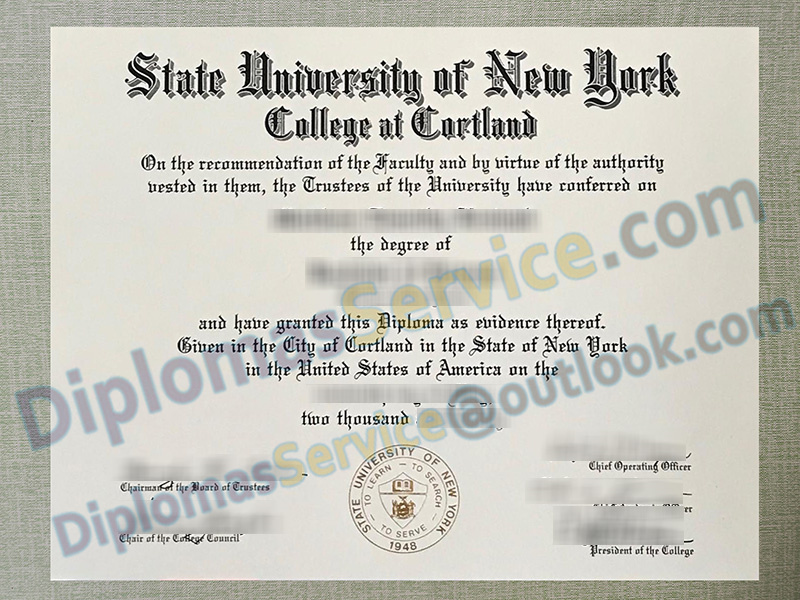 State University of New York
College at Cortland
On the recommendation of the Faculty and by virtue of the authority
vested in them, the Trustees of the University have conferred on
the degree of
and have granted this Diploma as evidence thereof.
Given in the City of Cortland in the State of New York
in the United States of America on the
two thousand
Chief Operating Officer
Chairman of the Board of Trustees
Chair of the College Council
President of the College
STATE UNIVERSITY OF NEW YORK
TO LEARN – TO SEARCH
TO SERVE
1948
DiplomasService.com
DiplomasService@outlook.com